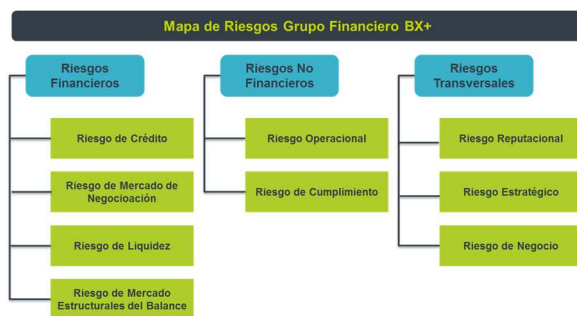 Mapa de Riesgos Grupo Financiero BX+
Riesgos
Financieros
Riesgo de Crédito
Riesgo de Mercado de
Negocioación
Riesgo de Liquidez
Riesgo de Mercado
Estructurales del Balance
Riesgos No
Financieros
Riesgo Operacional
Riesgo de Cumplimiento
Riesgos
Transversales
Riesgo Reputacional
Riesgo Estratégico
Riesgo de Negocio